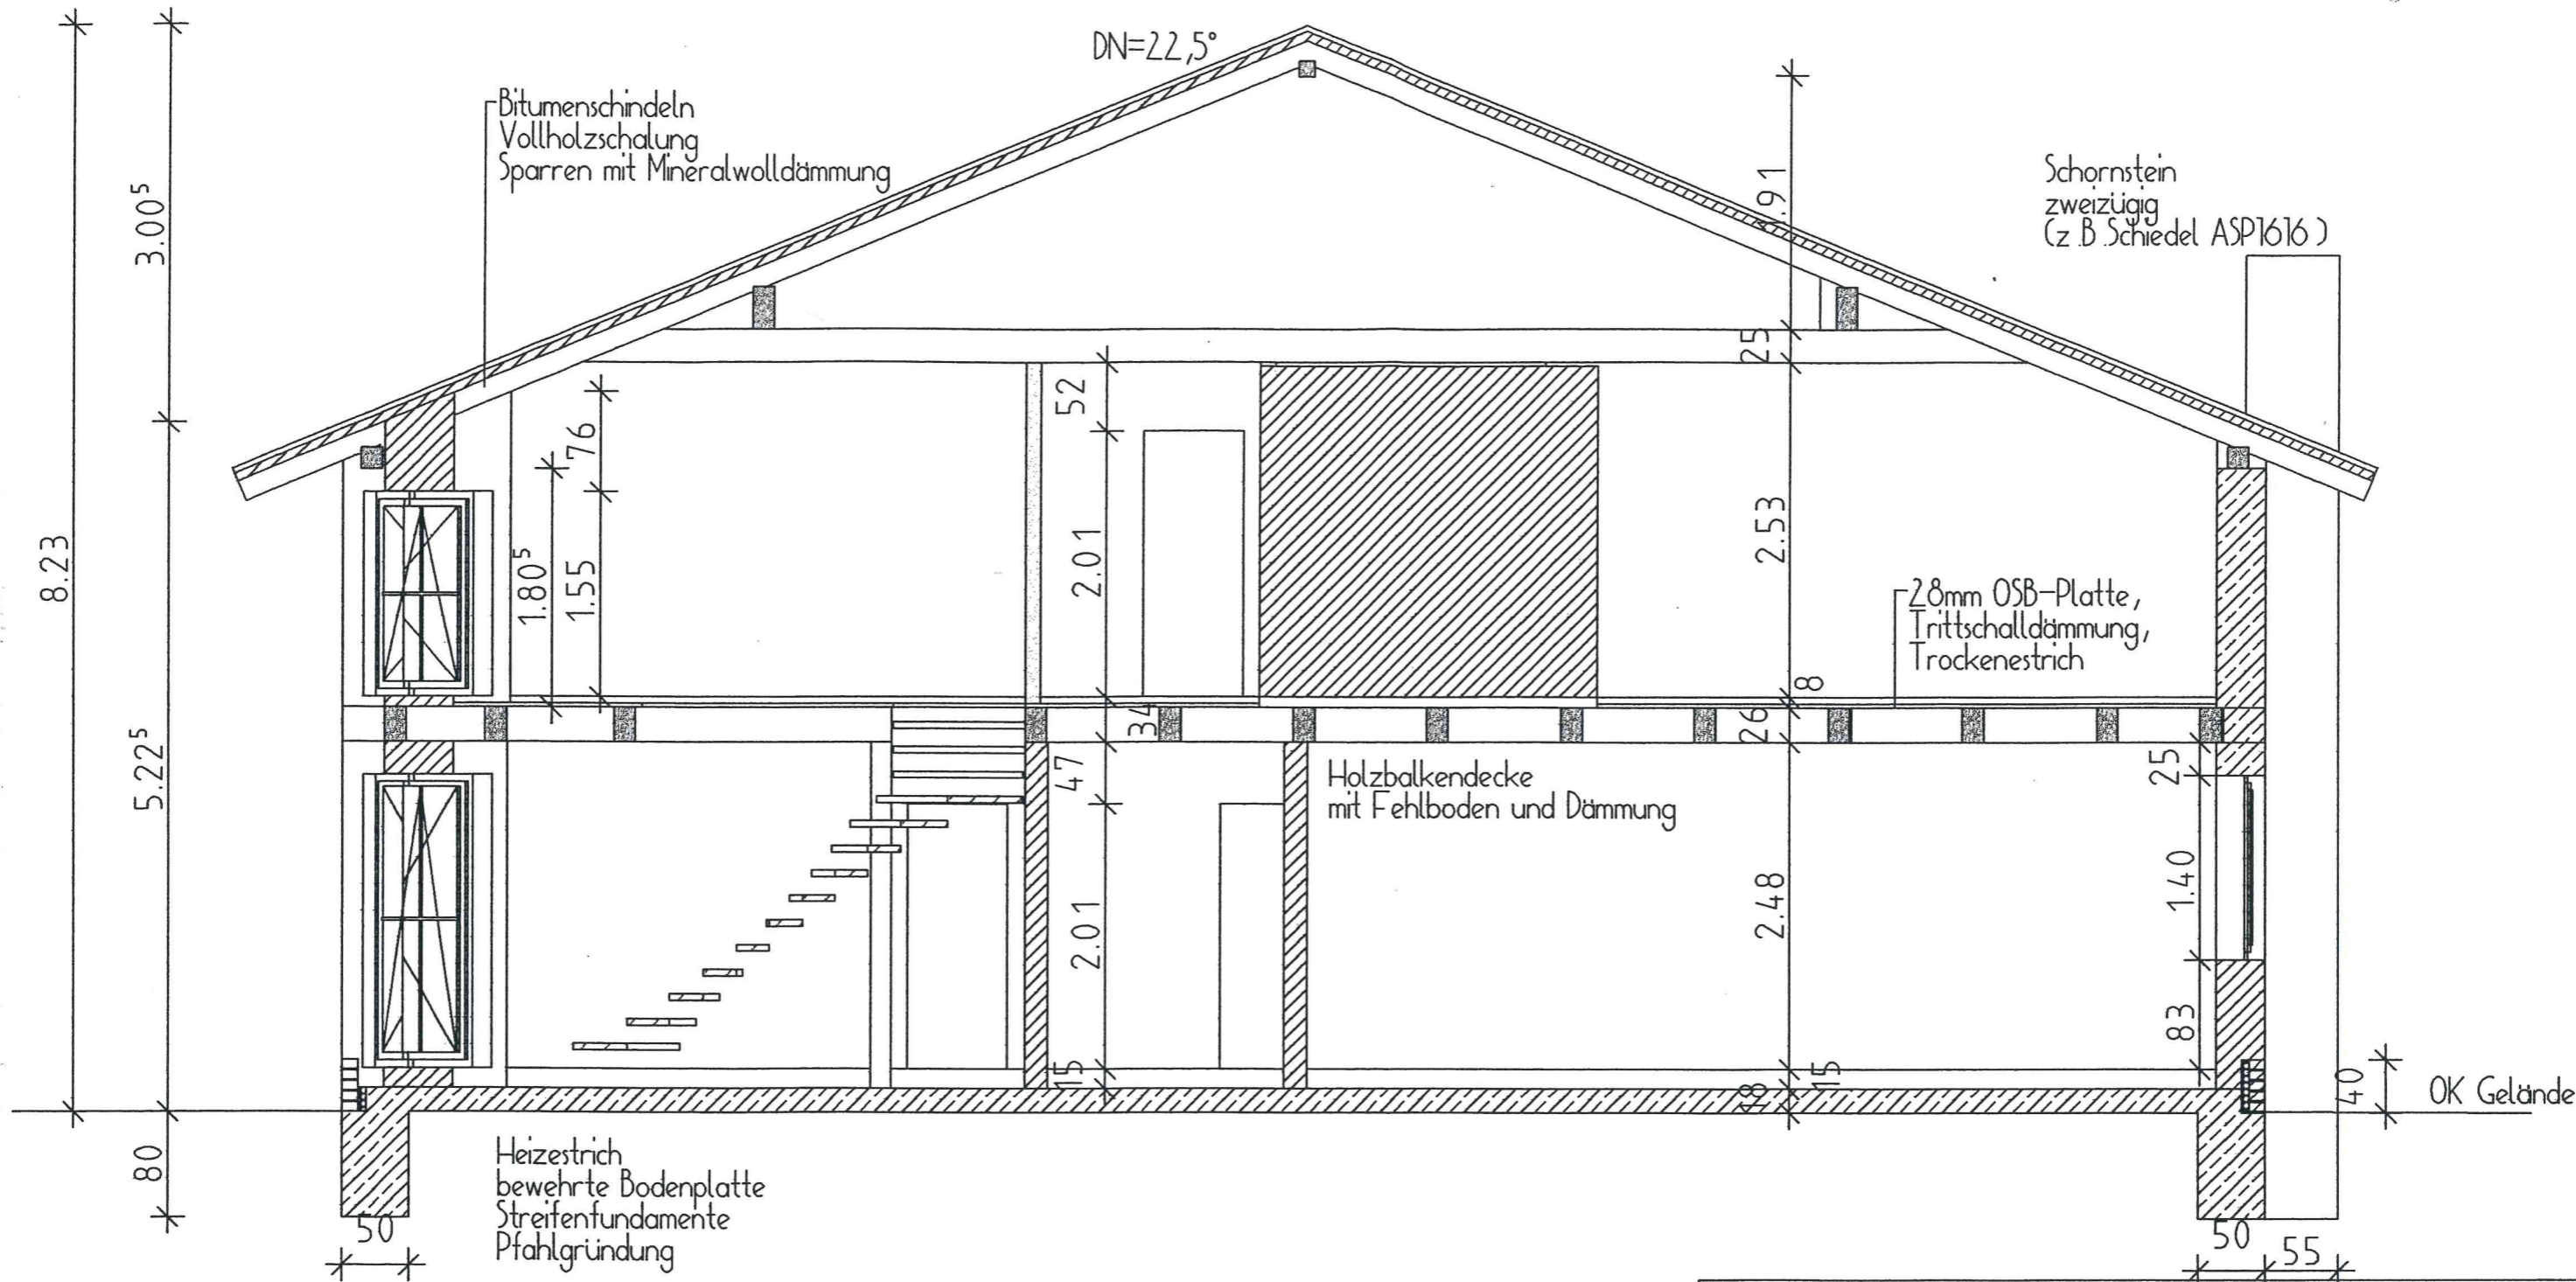 DN=22,5°
Bitumenschindeln
Vollholzschalung
Sparren mit Mineralwolldämmung
Schornstein
zweizügig
(z.B.Schiedel ASP1616)
3.00⁵
8.23
5.22⁵
80
50
.91
25
52
76
1.80⁵
1.55
2.01
2.53
28mm OSB-Platte,
Trittschalldämmung,
Trockenestrich
8
34
26
47
Holzbalkendecke
mit Fehlboden und Dämmung
25
2.01
2.48
1.40
83
15
18
15
40
OK Gelände
Heizestrich
bewehrte Bodenplatte
Streifenfundamente
Pfahlgründung
50
55